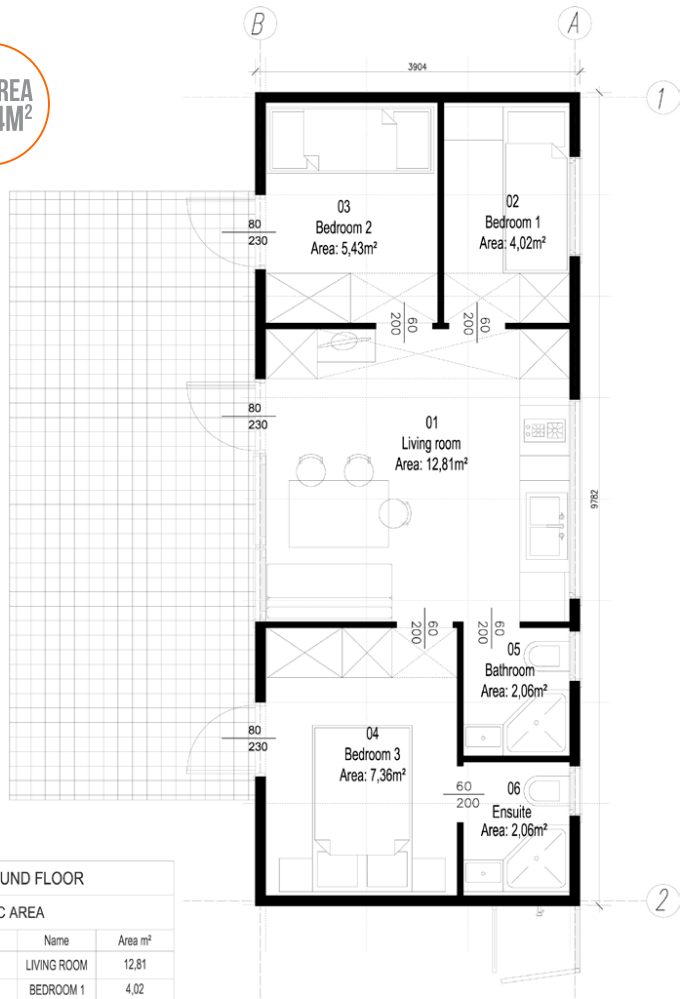 B
A
3904
1
REA
4M²
03
Bedroom 2
Area: 5,43m²
02
Bedroom 1
Area: 4,02m²
80
230
60
200
60
200
80
230
01
Living room
Area: 12,81m²
9782
60
200
60
200
05
Bathroom
Area: 2,06m²
80
230
04
Bedroom 3
Area: 7,36m²
60
200
06
Ensuite
Area: 2,06m²
2
UND FLOOR
C AREA
Name
Area m²
LIVING ROOM
12,81
BEDROOM 1
4,02